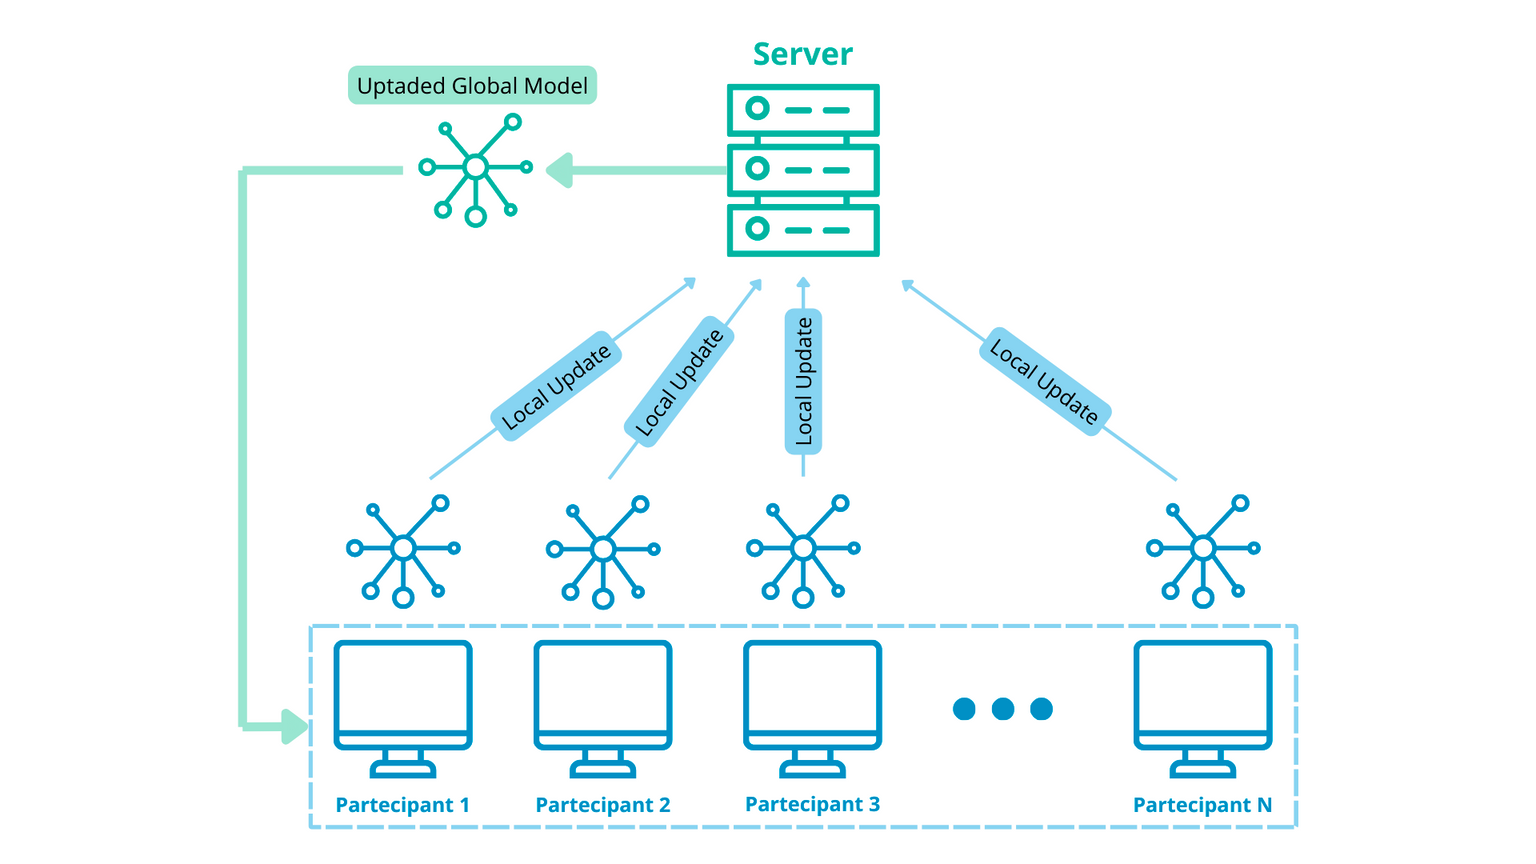 Server
Uptaded Global Model
Local Update
Local Update
Local Update
Local Update
Partecipant 1
Partecipant 2
Partecipant 3
Partecipant N